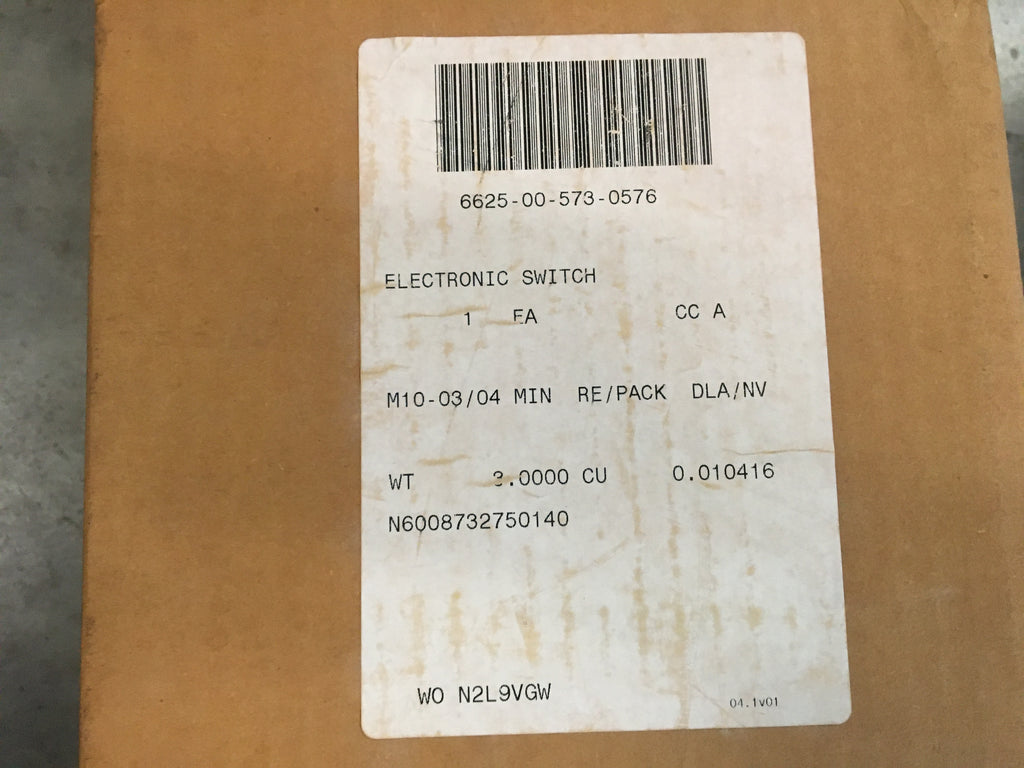 6625-00-573-0576
ELECTRONIC SWITCH
1 EA CC A
M10-03/04 MIN RE/PACK DLA/NV
WT .0000 CU 0.010416
N6008732750140
WO N2L9VGW
04.1v01